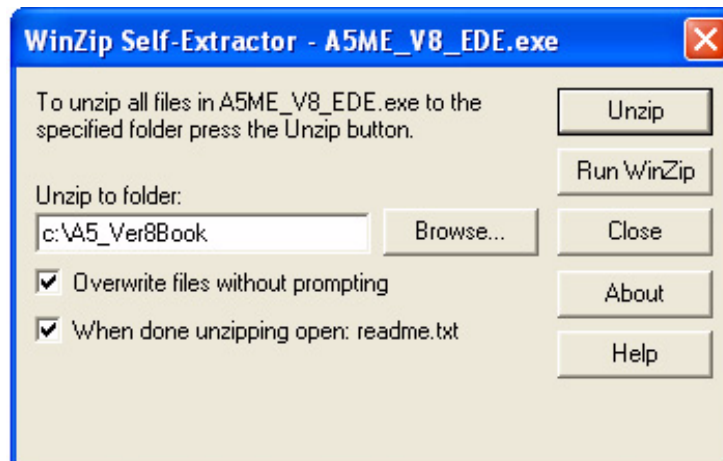 WinZip Self-Extractor - A5ME_V8_EDE.exe
To unzip all files in A5ME_V8_EDE.exe to the
specified folder press the Unzip button.
Unzip to folder:
c:\A5_Ver8Book
Browse...
Overwrite files without prompting
When done unzipping open: readme.txt
Unzip
Run WinZip
Close
About
Help